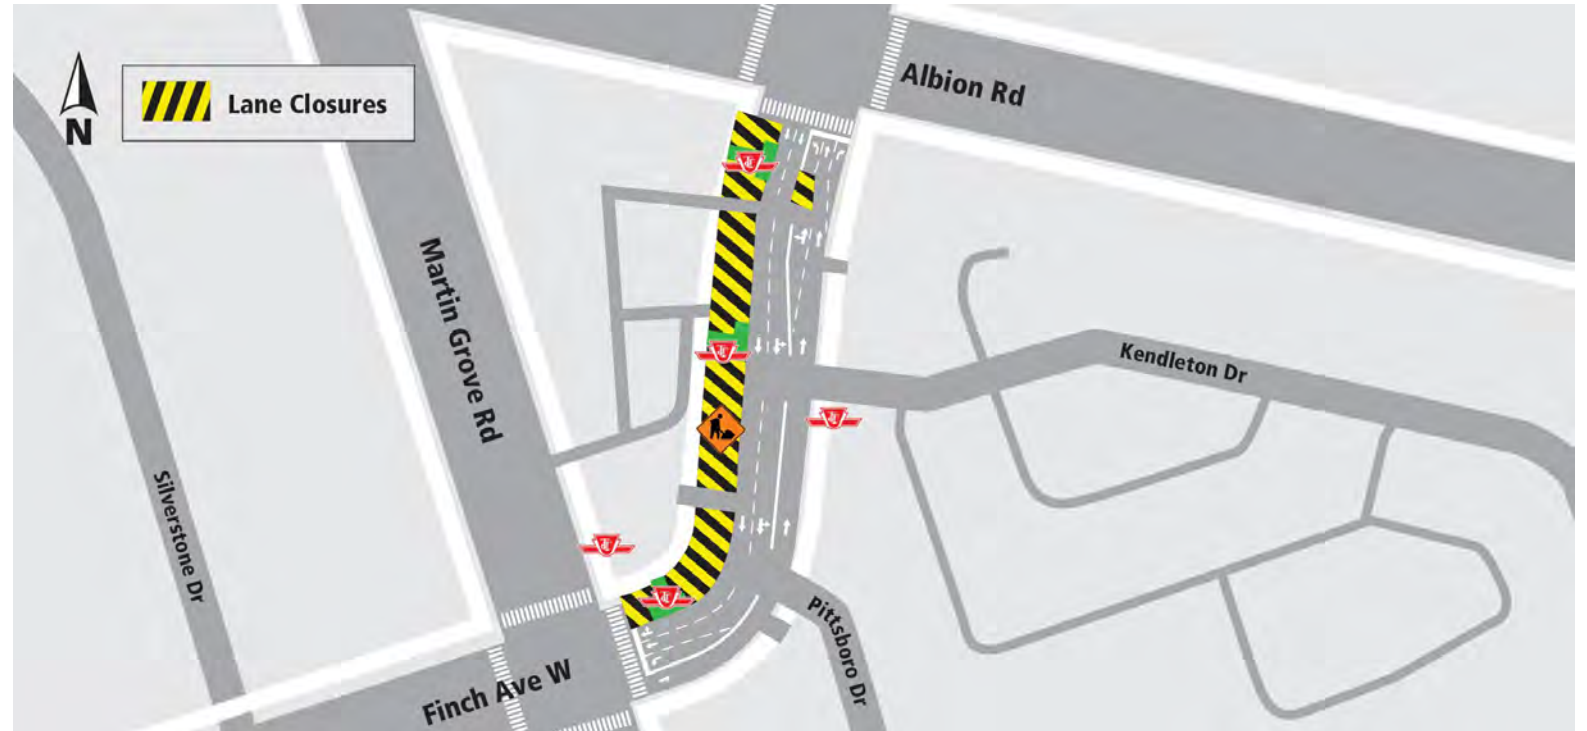 Lane Closures
N
Albion Rd
Martin Grove Rd
Kendleton Dr
Silverstone Dr
Pittsboro Dr
Finch Ave W